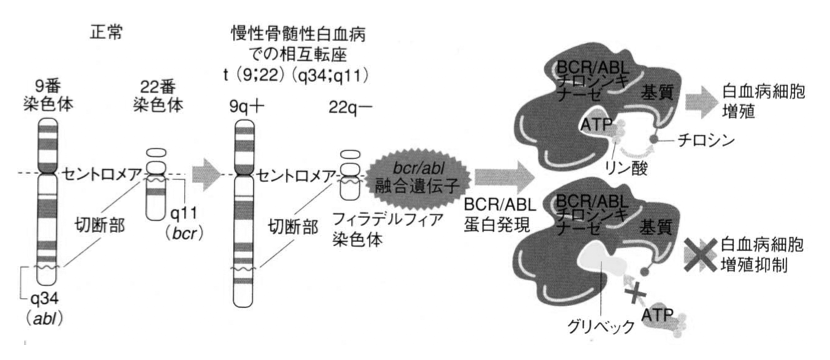 正常
9番
染色体
22番
染色体
セントロメア
切断部
q11
(bcr)
q34
(abl)
慢性骨髄性白血病
での相互転座
t(9;22)(q34;q11)
9q+
22q−
セントロメア
切断部
フィラデルフィア
染色体
bcr/abl
融合遺伝子
BCR/ABL
蛋白発現
BCR/ABL
チロシンキ
ナーゼ
基質
ATP
チロシン
リン酸
白血病細胞
増殖
BCR/ABL
チロシンキ
ナーゼ
基質
グリベック
ATP
白血病細胞
増殖抑制